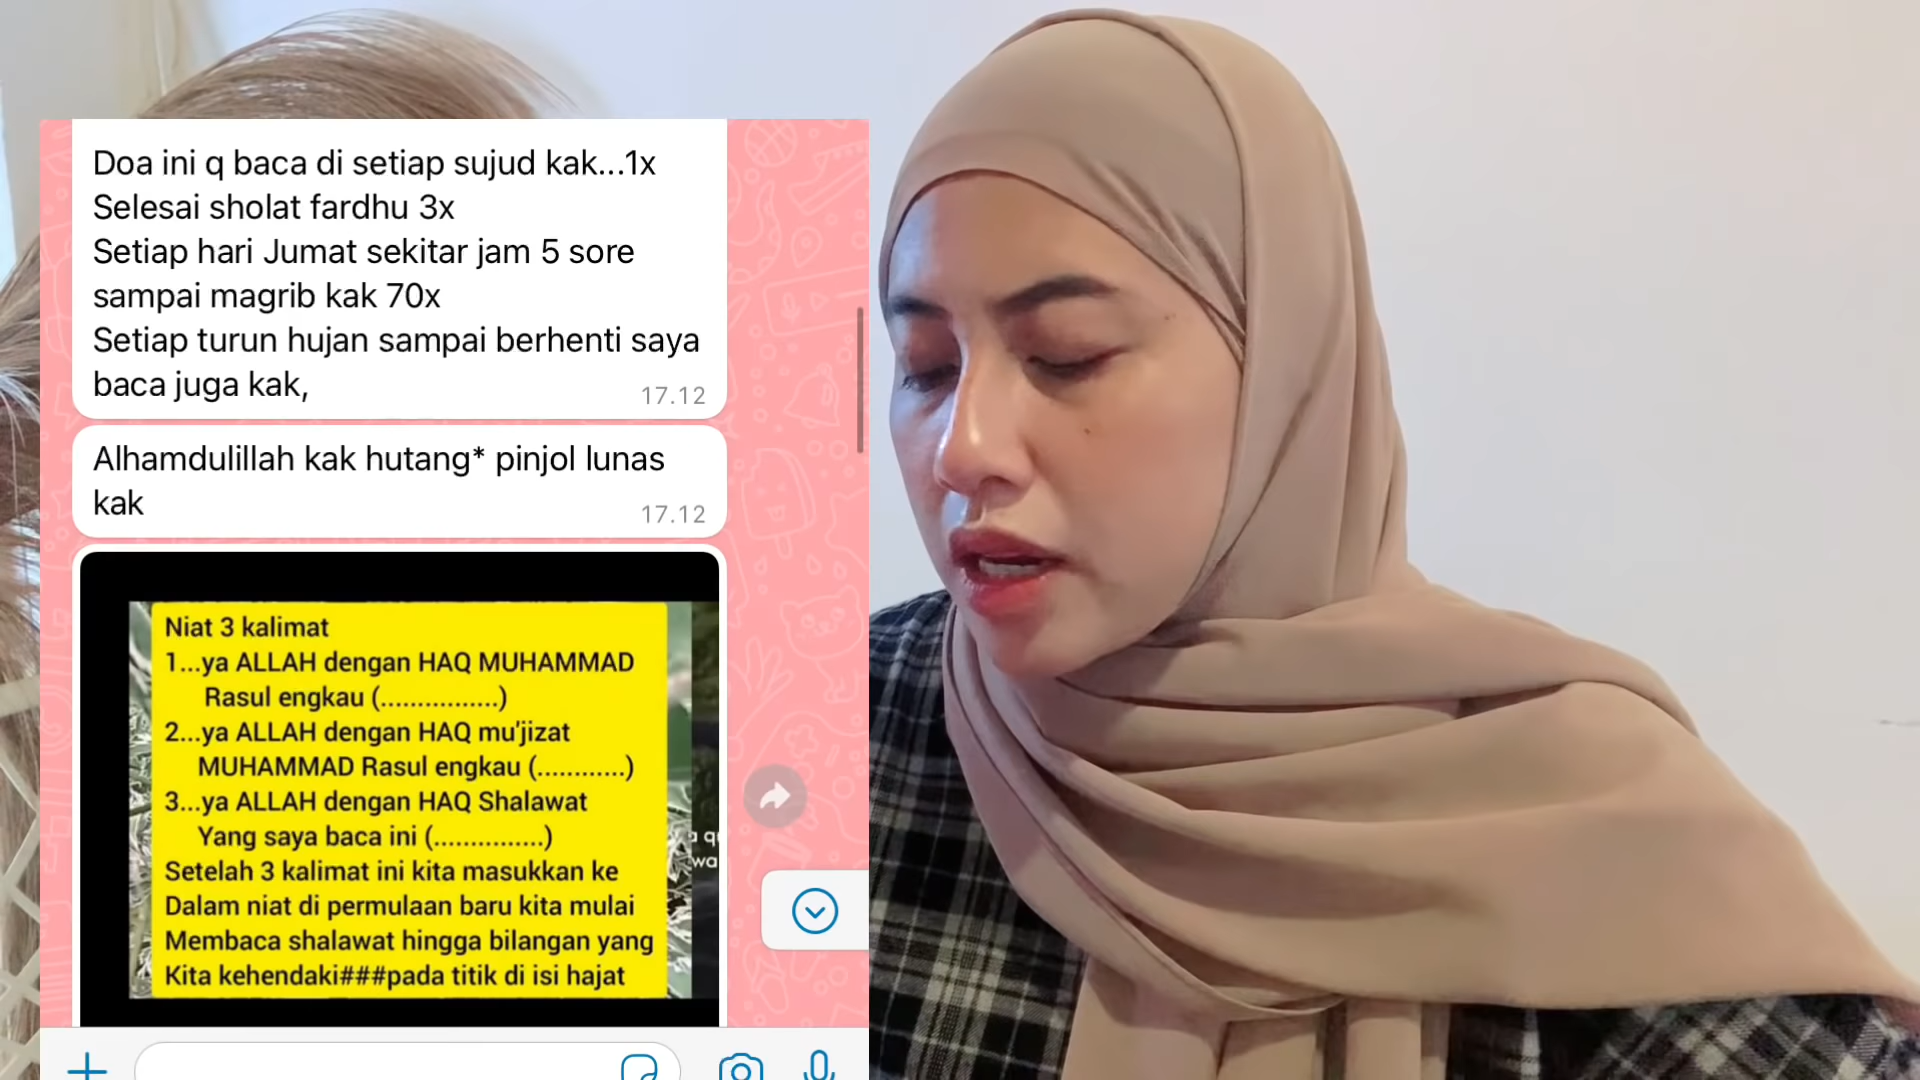 Doa ini q baca di setiap sujud kak...1x
Selesai sholat fardhu 3x
Setiap hari Jumat sekitar jam 5 sore
sampai magrib kak 70x
Setiap turun hujan sampai berhenti saya
baca juga kak,
17.12
Alhamdulillah kak hutang* pinjol lunas
kak
17.12
Niat 3 kalimat
1...ya ALLAH dengan HAQ MUHAMMAD
Rasul engkau (................)
2...ya ALLAH dengan HAQ mu'jizat
MUHAMMAD Rasul engkau (............)
3...ya ALLAH dengan HAQ Shalawat
Yang saya baca ini (...............)
Setelah 3 kalimat ini kita masukkan ke
Dalam niat di permulaan baru kita mulai
Membaca shalawat hingga bilangan yang
Kita kehendaki###pada titik di isi hajat